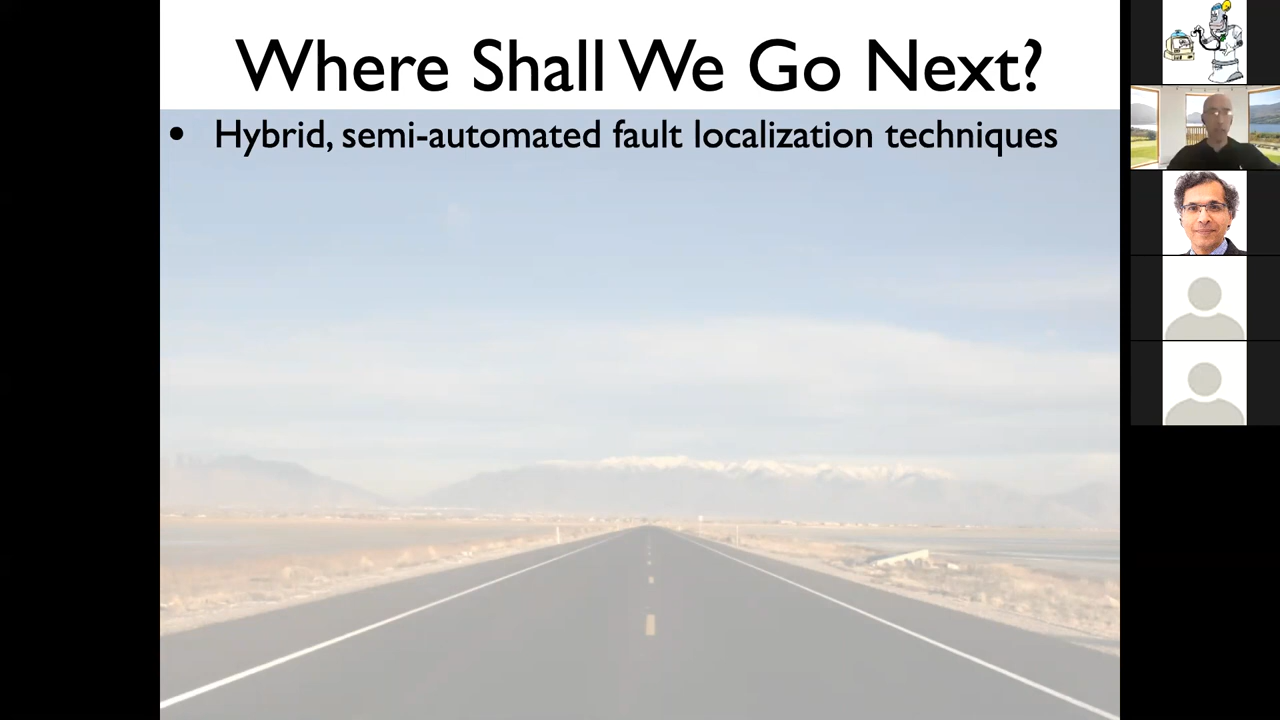 Where Shall We Go Next?
• Hybrid, semi-automated fault localization techniques